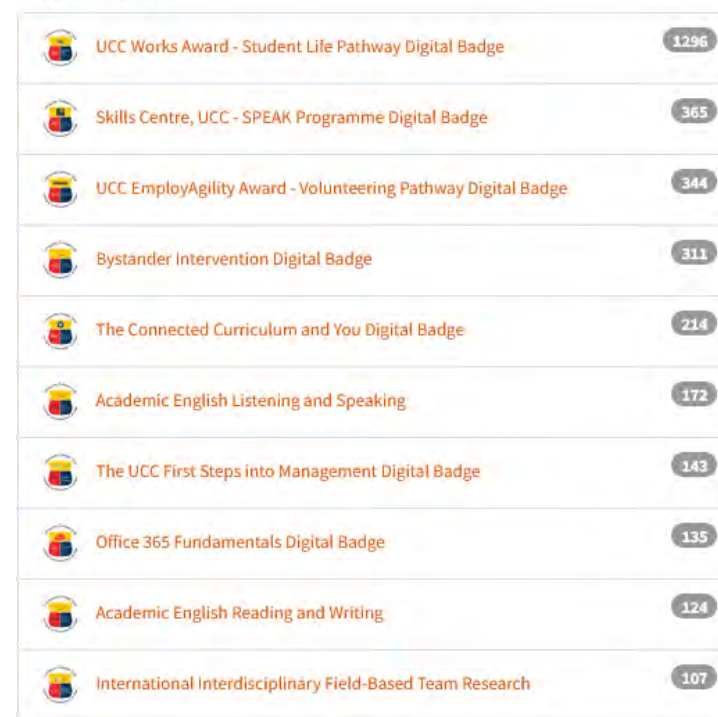 UCC Works Award - Student Life Pathway Digital Badge 1296
Skills Centre, UCC - SPEAK Programme Digital Badge 365
UCC EmployAgility Award - Volunteering Pathway Digital Badge 344
Bystander Intervention Digital Badge 311
The Connected Curriculum and You Digital Badge 214
Academic English Listening and Speaking 172
The UCC First Steps into Management Digital Badge 143
Office 365 Fundamentals Digital Badge 135
Academic English Reading and Writing 124
International Interdisciplinary Field-Based Team Research 107